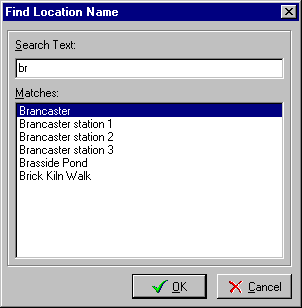 Find Location Name
Search Text:
br
Matches:
Brancaster
Brancaster station 1
Brancaster station 2
Brancaster station 3
Brasside Pond
Brick Kiln Walk
OK
Cancel